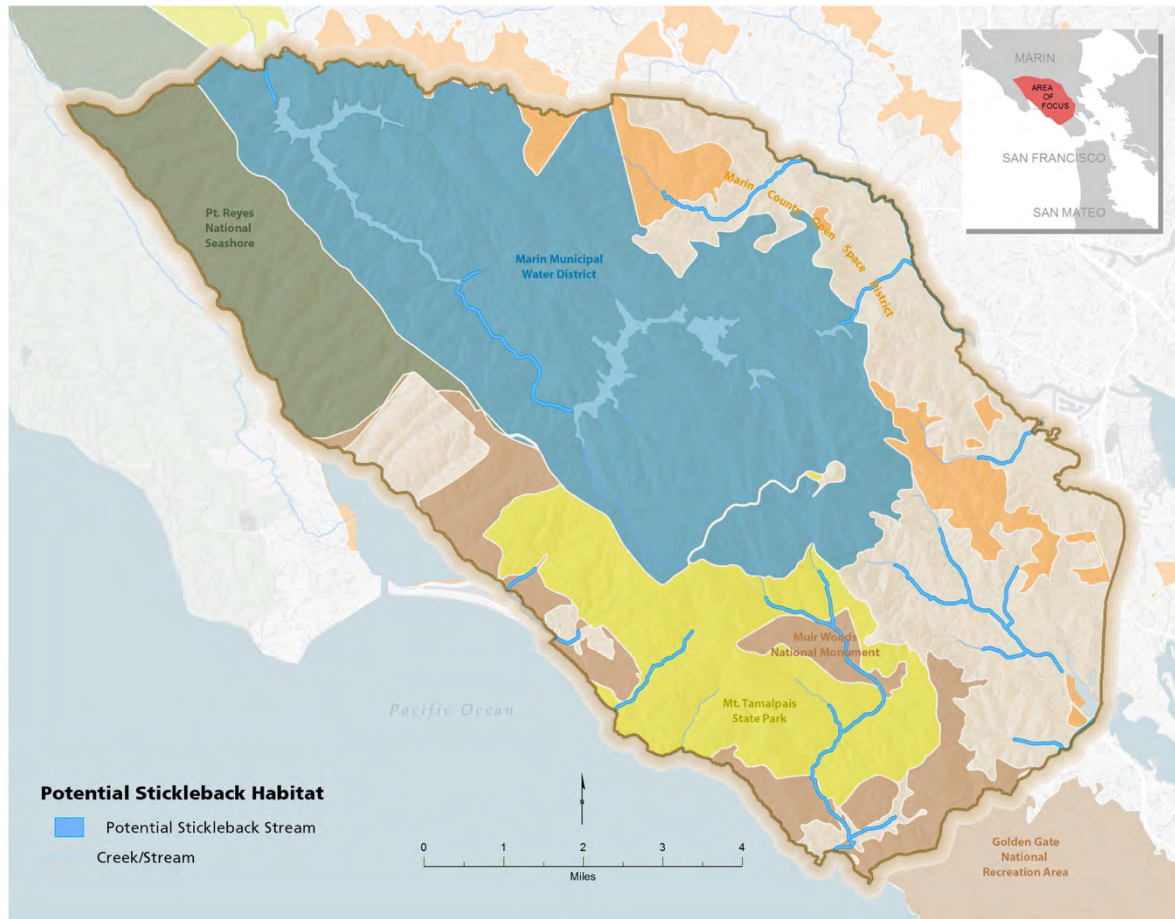 MARIN
AREA
OF
FOCUS
SAN FRANCISCO
SAN MATEO
Marin County Open Space District
Pt. Reyes
National
Seashore
Marin Municipal
Water District
Muir Woods
National Monument
Mt. Tamalpais
State Park
Pacific Ocean
Potential Stickleback Habitat
Potential Stickleback Stream
Creek/Stream
N
0 1 2 3 4
Miles
Golden Gate
National
Recreation Area